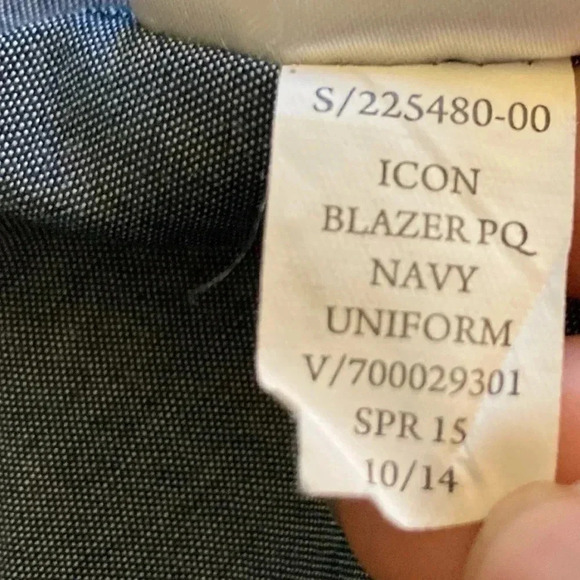 S/225480-00
ICON
BLAZER PQ
NAVY
UNIFORM
V/700029301
SPR 15
10/14